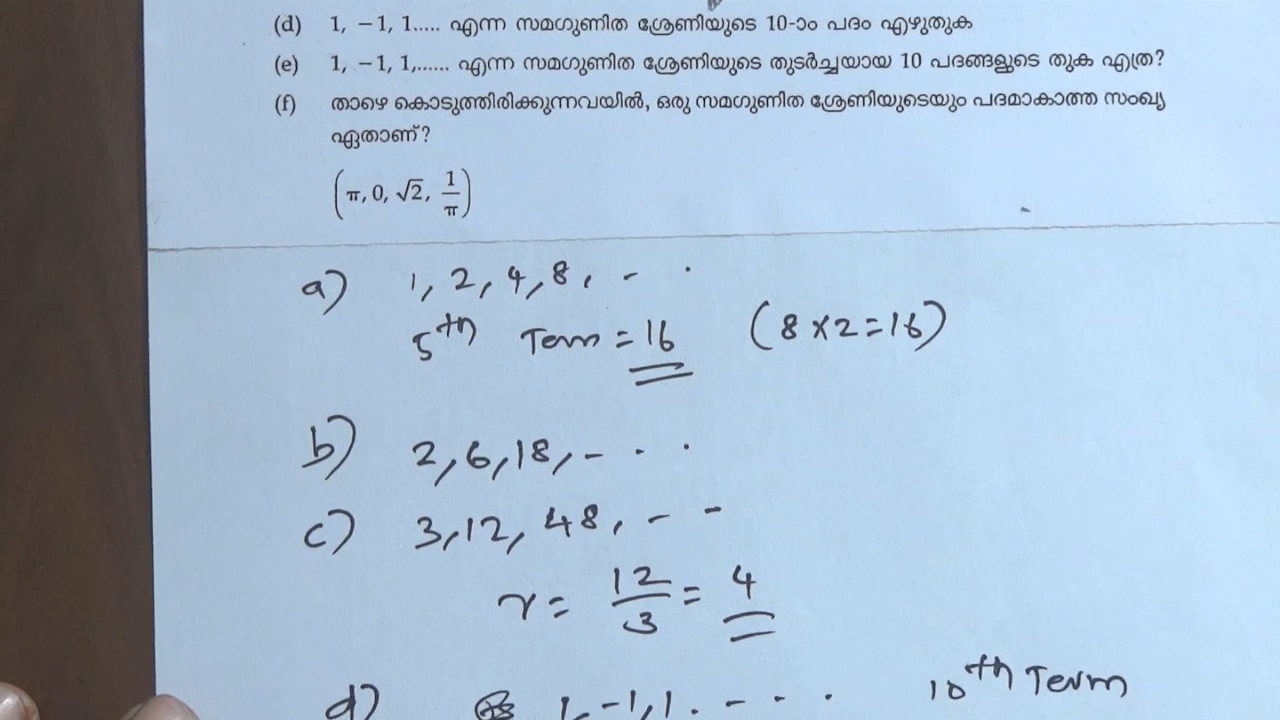 (d) 1, −1, 1..... എന്ന സമഗുണിത ശ്രേണിയുടെ 10-ാം പദം എഴുതുക
(e) 1, −1, 1,...... എന്ന സമഗുണിത ശ്രേണിയുടെ തുടർച്ചയായ 10 പദങ്ങളുടെ തുക എത്ര?
(f) താഴെ കൊടുത്തിരിക്കുന്നവയിൽ, ഒരു സമഗുണിത ശ്രേണിയുടെയും പദമാകാത്ത സംഖ്യ
ഏതാണ്?
(π, 0, √2, 1/π)
a) 1, 2, 4, 8, - .
5th Term = 16 (8 × 2 = 16)
b) 2, 6, 18, - . .
c) 3, 12, 48, - -
r = 12/3 = 4
d) 1, -1, 1. - - . 10th Term